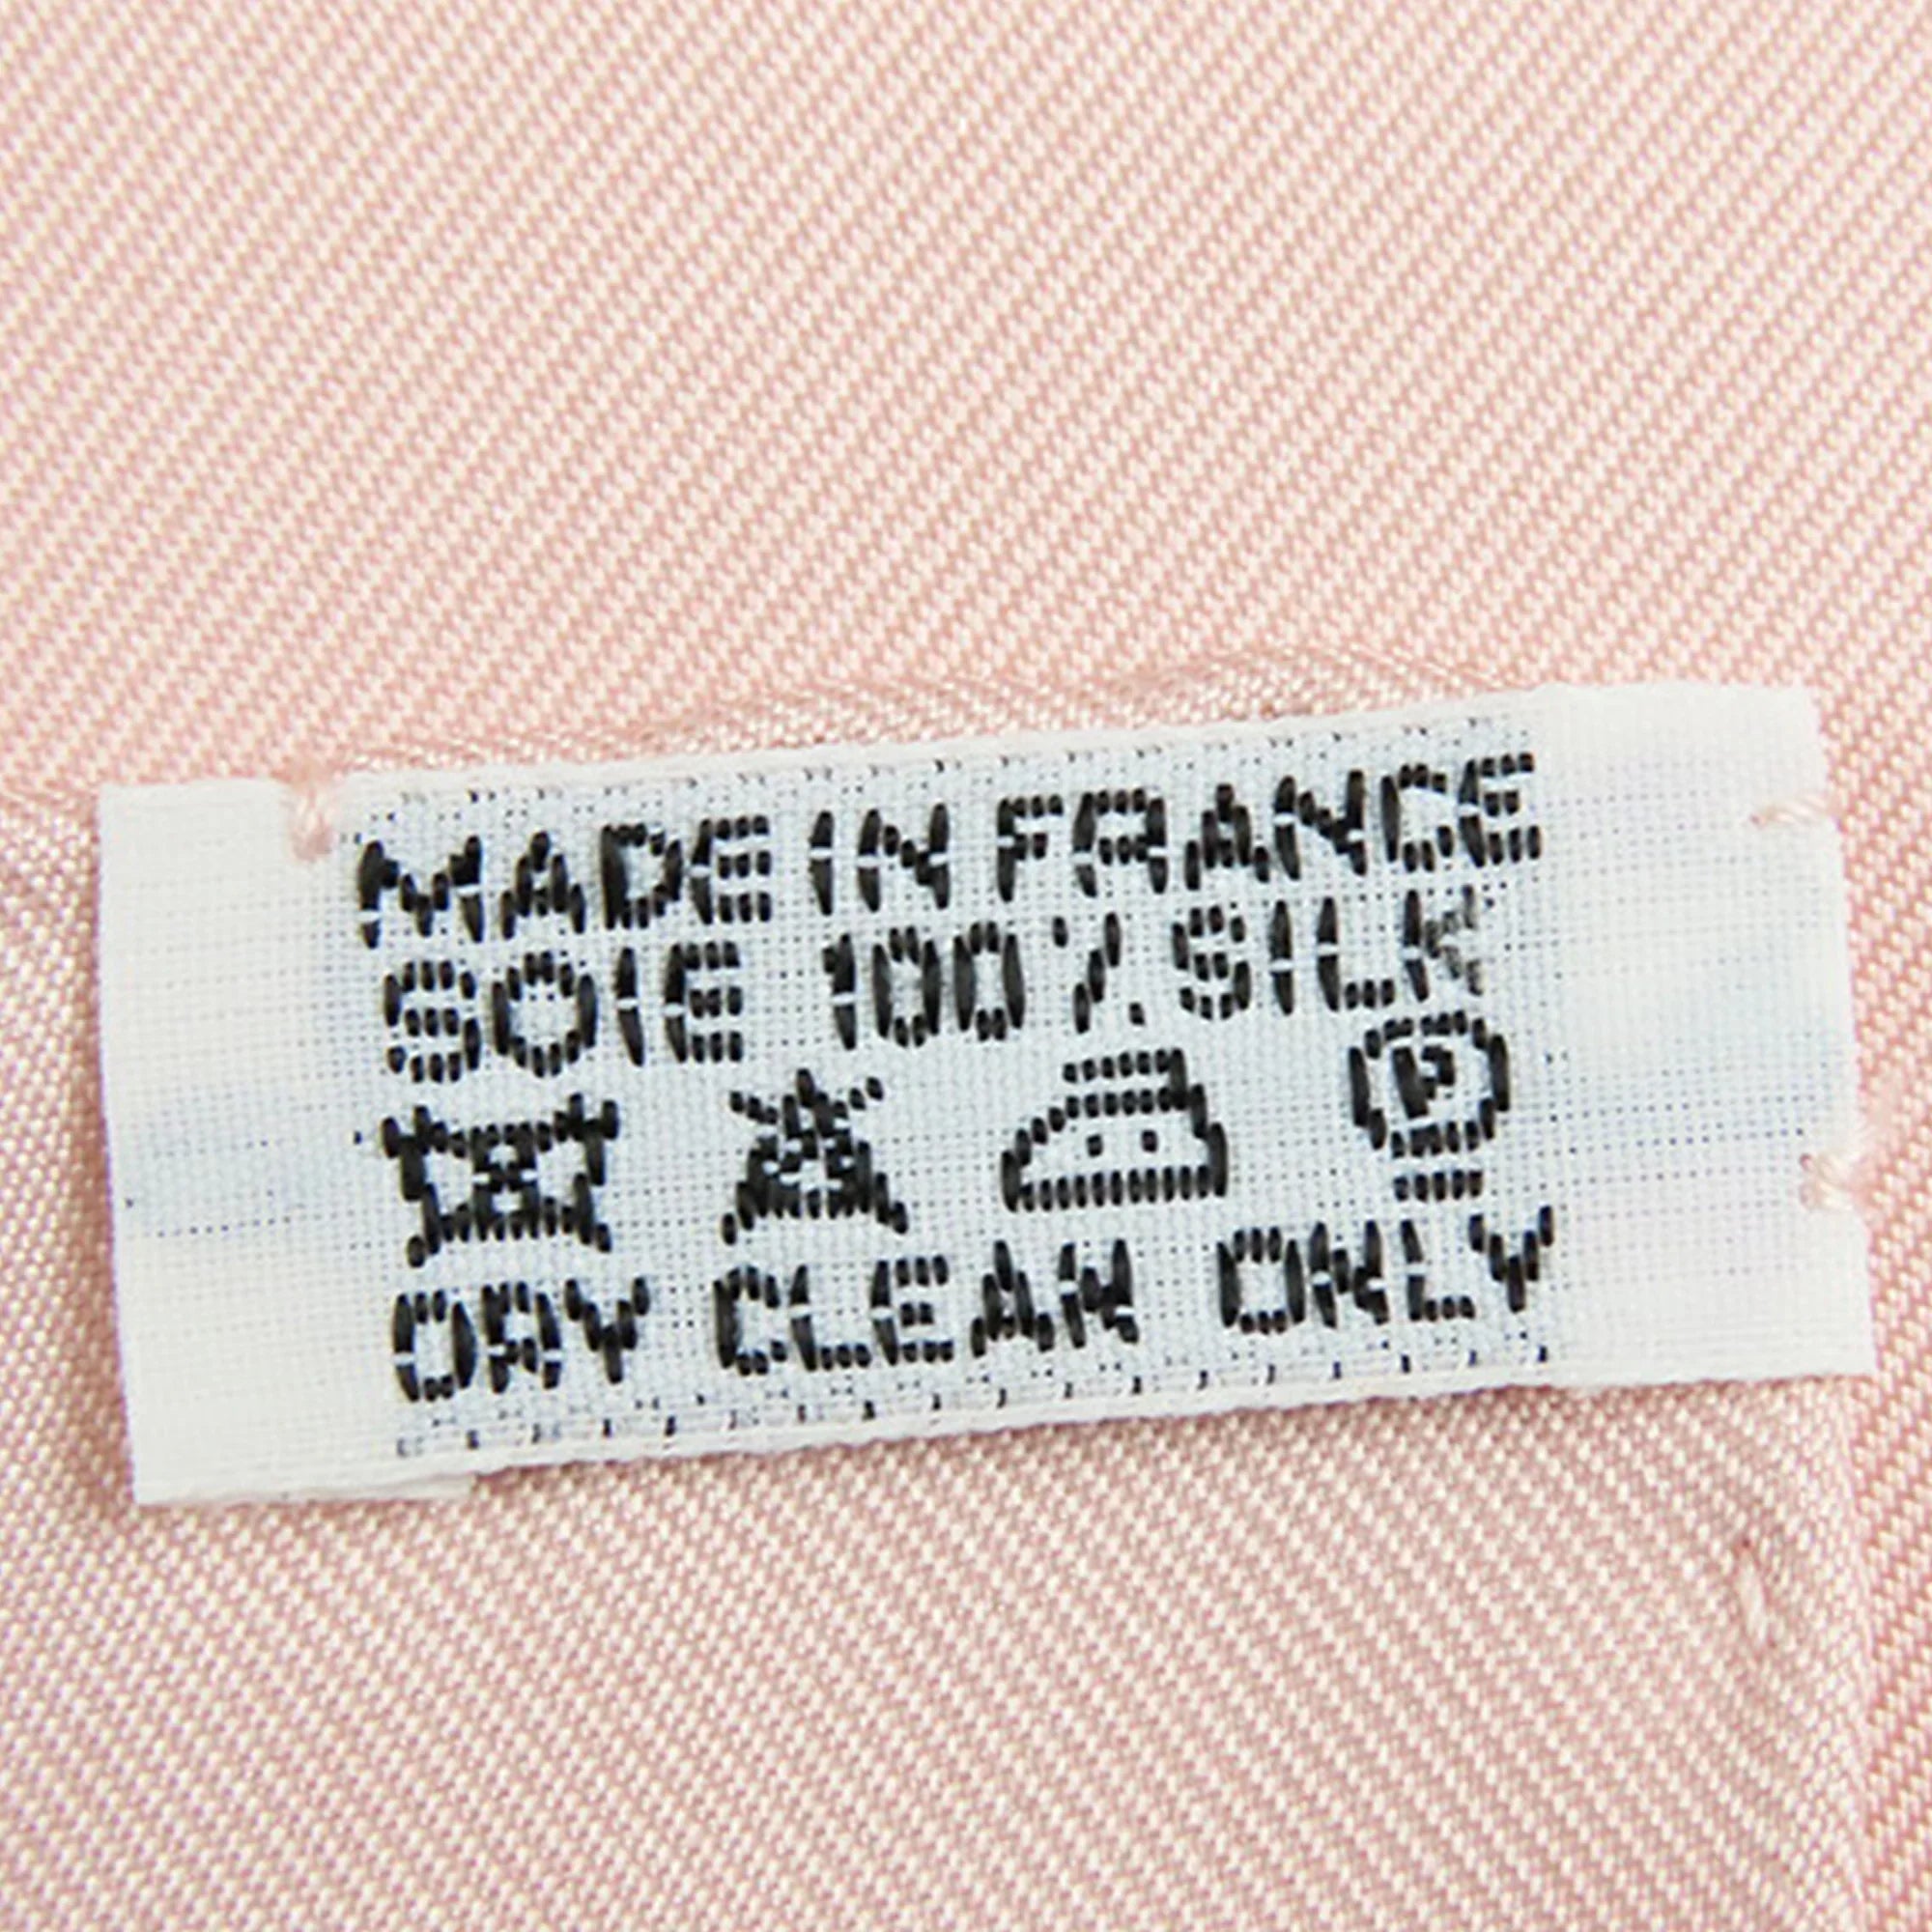 MADE IN FRANCE
SOIE 100% SILK
P
DRY CLEAN ONLY